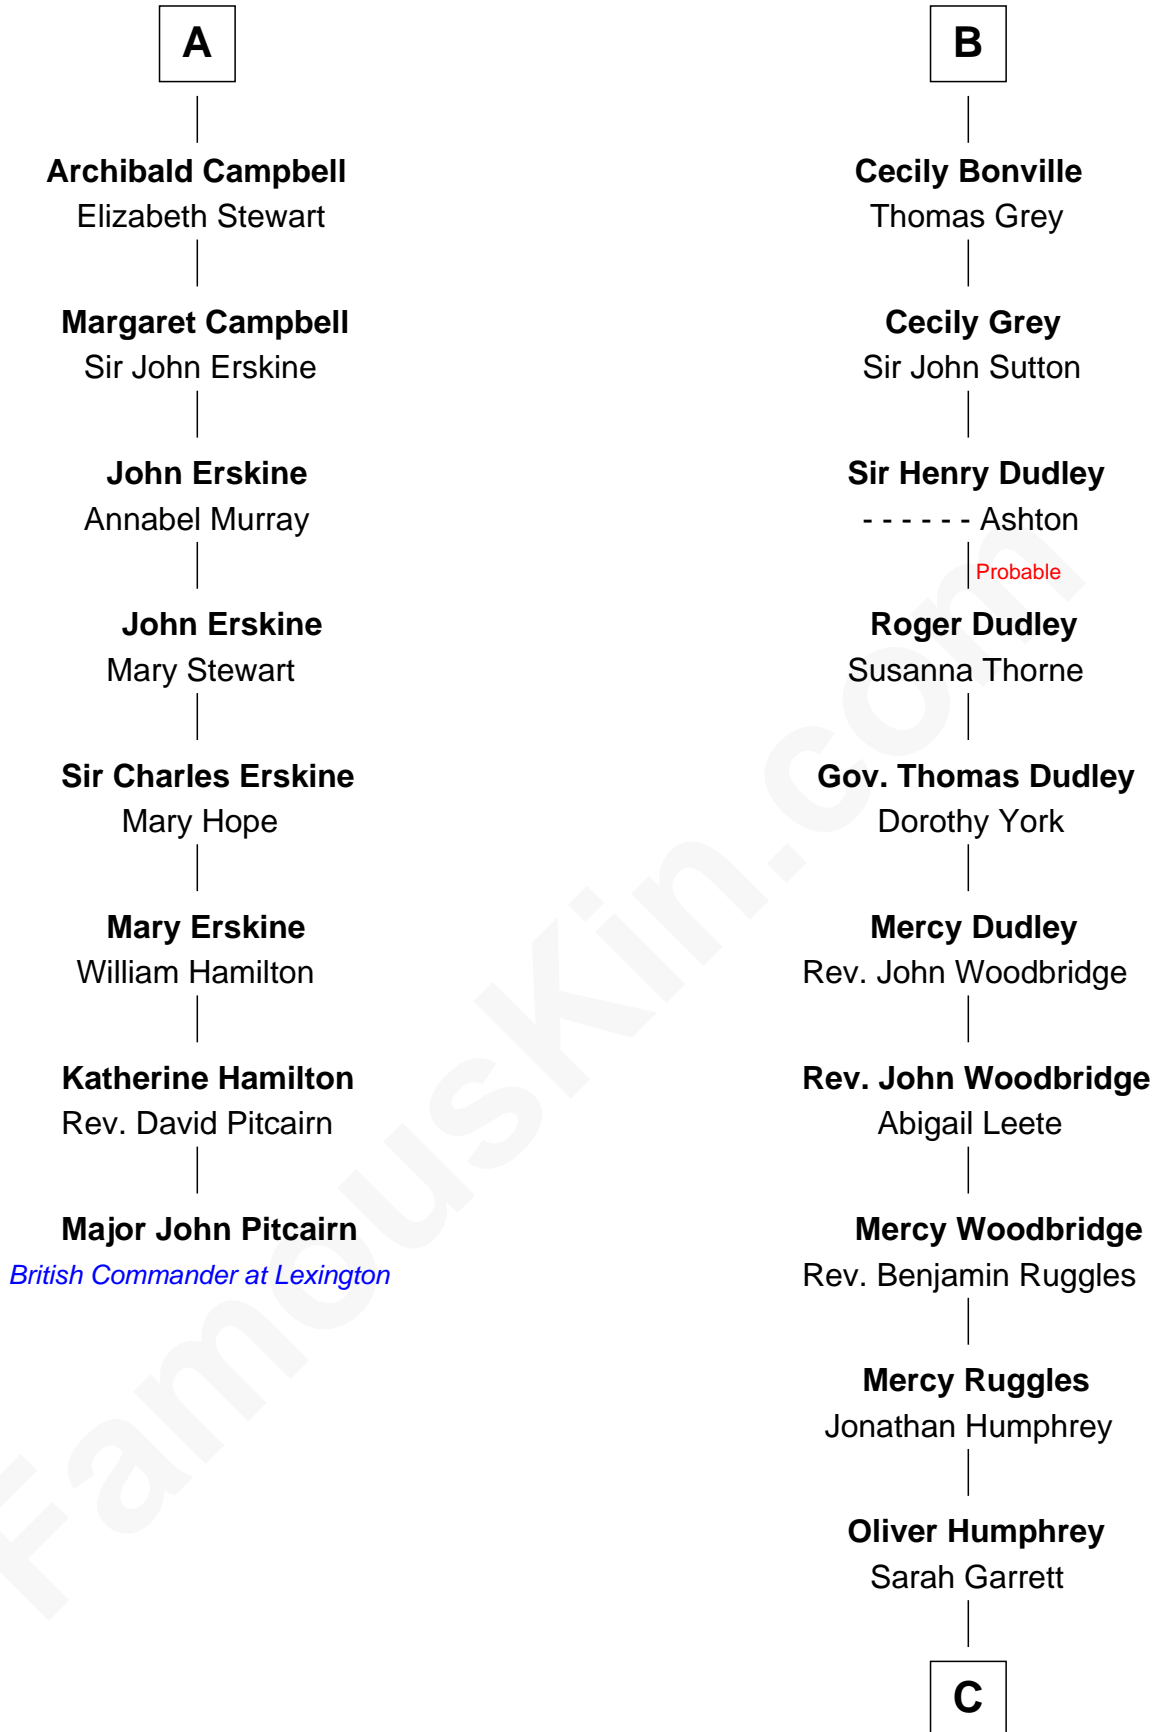 A
Archibald Campbell
Elizabeth Stewart
Margaret Campbell
Sir John Erskine
John Erskine
Annabel Murray
John Erskine
Mary Stewart
Sir Charles Erskine
Mary Hope
Mary Erskine
William Hamilton
Katherine Hamilton
Rev. David Pitcairn
Major John Pitcairn
British Commander at Lexington
B
Cecily Bonville
Thomas Grey
Cecily Grey
Sir John Sutton
Sir Henry Dudley
- - - - - - Ashton
Probable
Roger Dudley
Susanna Thorne
Gov. Thomas Dudley
Dorothy York
Mercy Dudley
Rev. John Woodbridge
Rev. John Woodbridge
Abigail Leete
Mercy Woodbridge
Rev. Benjamin Ruggles
Mercy Ruggles
Jonathan Humphrey
Oliver Humphrey
Sarah Garrett
C
FamousKin.com